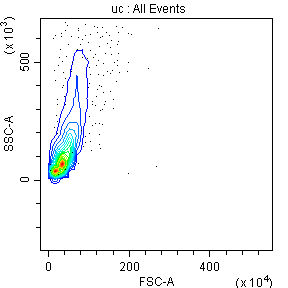 uc : All Events
(x 10³)
500
SSC-A
0
0
200
400
FSC-A
(x 10⁴)